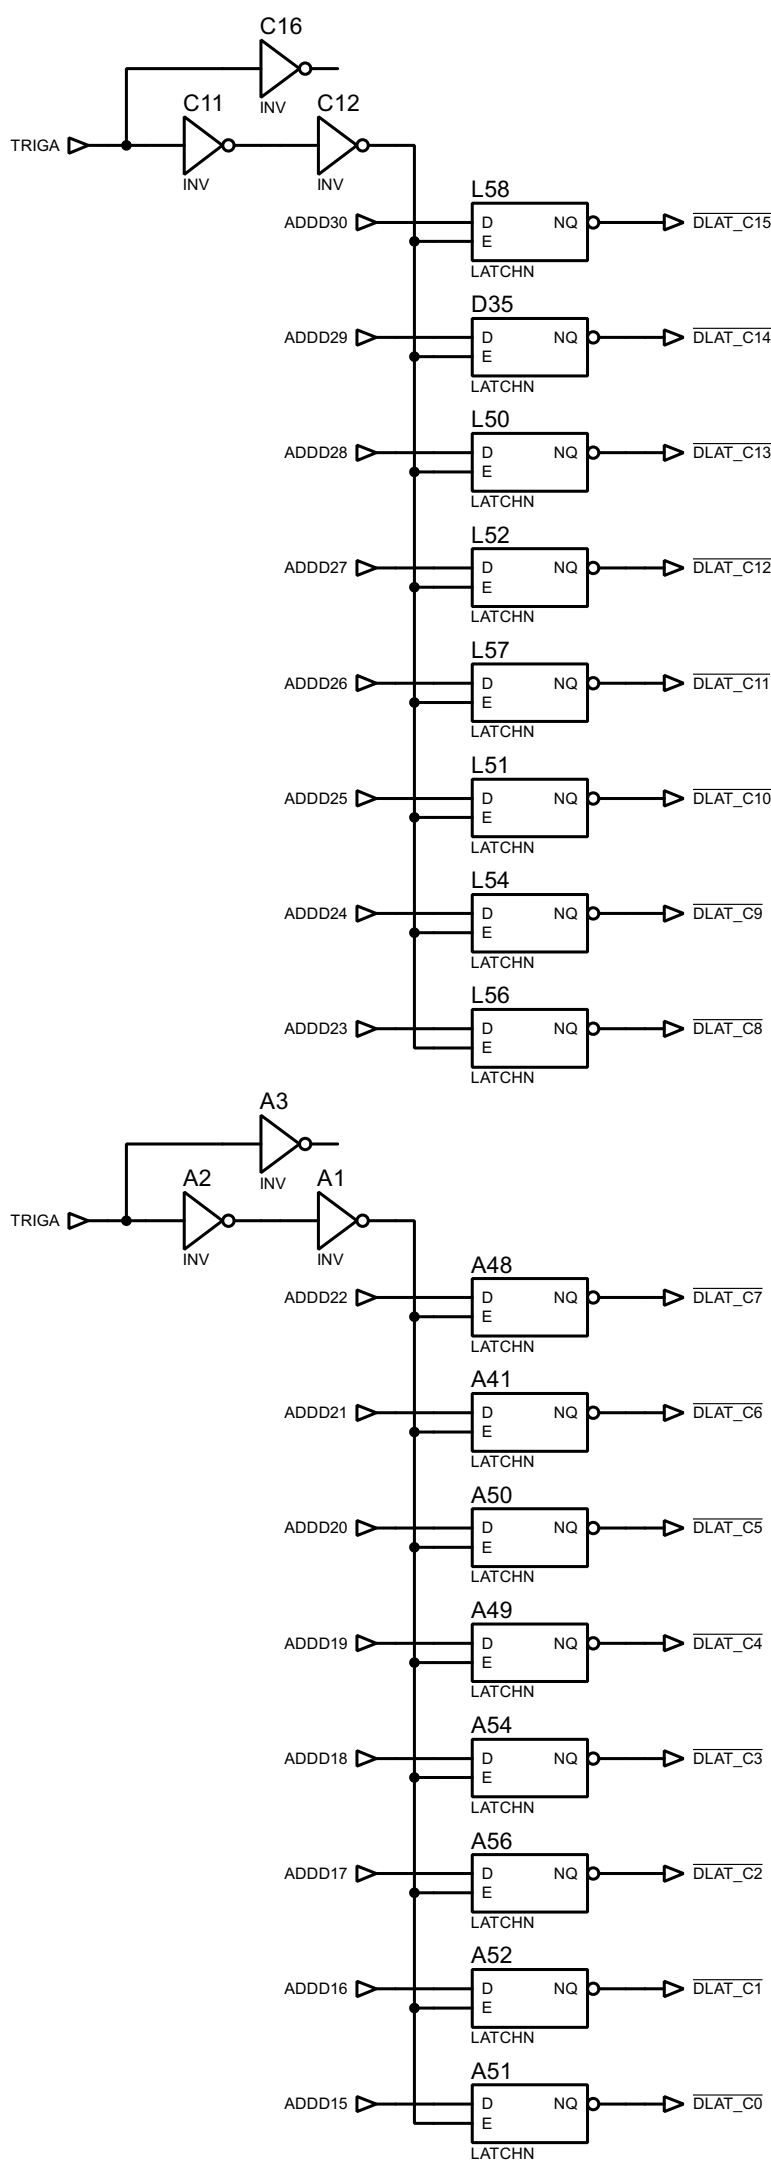 C16
INV
C11
C12
TRIGA
INV
INV
L58
ADDD30
D
NQ
DLAT_C15
E
LATCHN
D35
ADDD29
D
NQ
DLAT_C14
E
LATCHN
L50
ADDD28
D
NQ
DLAT_C13
E
LATCHN
L52
ADDD27
D
NQ
DLAT_C12
E
LATCHN
L57
ADDD26
D
NQ
DLAT_C11
E
LATCHN
L51
ADDD25
D
NQ
DLAT_C10
E
LATCHN
L54
ADDD24
D
NQ
DLAT_C9
E
LATCHN
L56
ADDD23
D
NQ
DLAT_C8
E
LATCHN
A3
INV
A2
A1
TRIGA
INV
INV
A48
ADDD22
D
NQ
DLAT_C7
E
LATCHN
A41
ADDD21
D
NQ
DLAT_C6
E
LATCHN
A50
ADDD20
D
NQ
DLAT_C5
E
LATCHN
A49
ADDD19
D
NQ
DLAT_C4
E
LATCHN
A54
ADDD18
D
NQ
DLAT_C3
E
LATCHN
A56
ADDD17
D
NQ
DLAT_C2
E
LATCHN
A52
ADDD16
D
NQ
DLAT_C1
E
LATCHN
A51
ADDD15
D
NQ
DLAT_C0
E
LATCHN